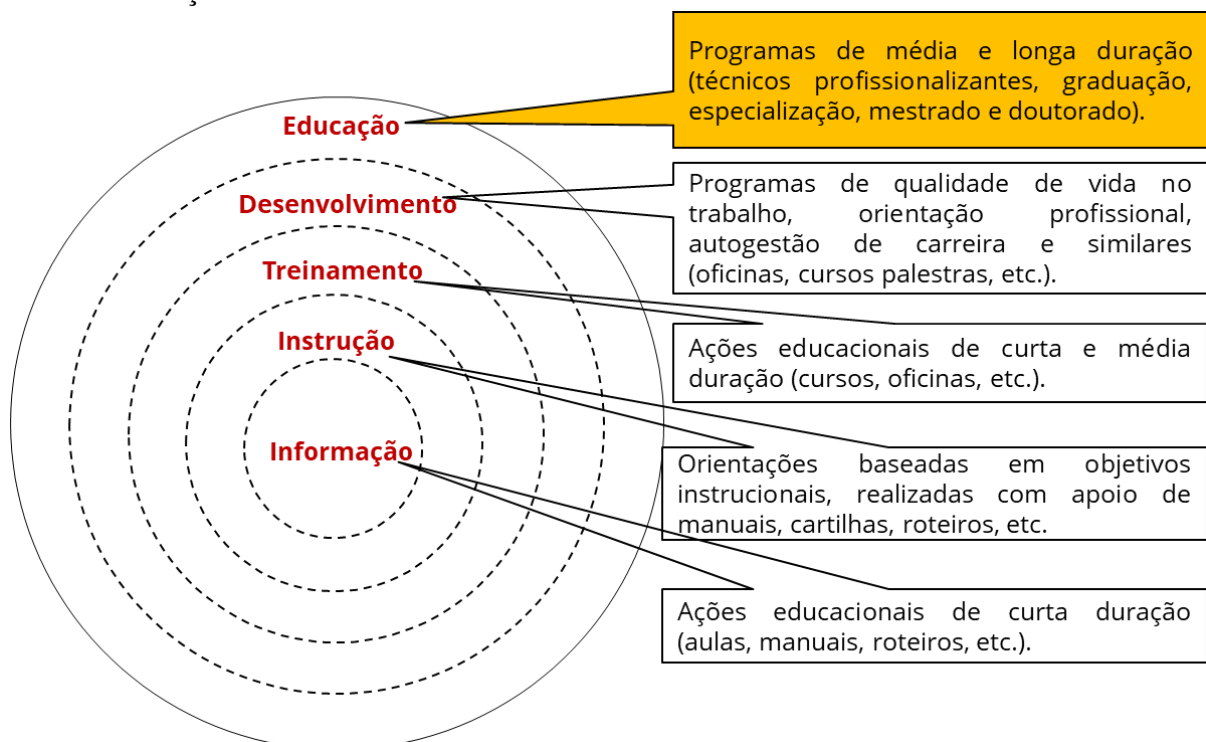 Programas de média e longa duração
(técnicos profissionalizantes, graduação,
especialização, mestrado e doutorado).
Educação
Programas de qualidade de vida no
trabalho, orientação profissional,
autogestão de carreira e similares
(oficinas, cursos palestras, etc.).
Desenvolvimento
Treinamento
Ações educacionais de curta e média
duração (cursos, oficinas, etc.).
Instrução
Orientações baseadas em objetivos
instrucionais, realizadas com apoio de
manuais, cartilhas, roteiros, etc.
Informação
Ações educacionais de curta duração
(aulas, manuais, roteiros, etc.).